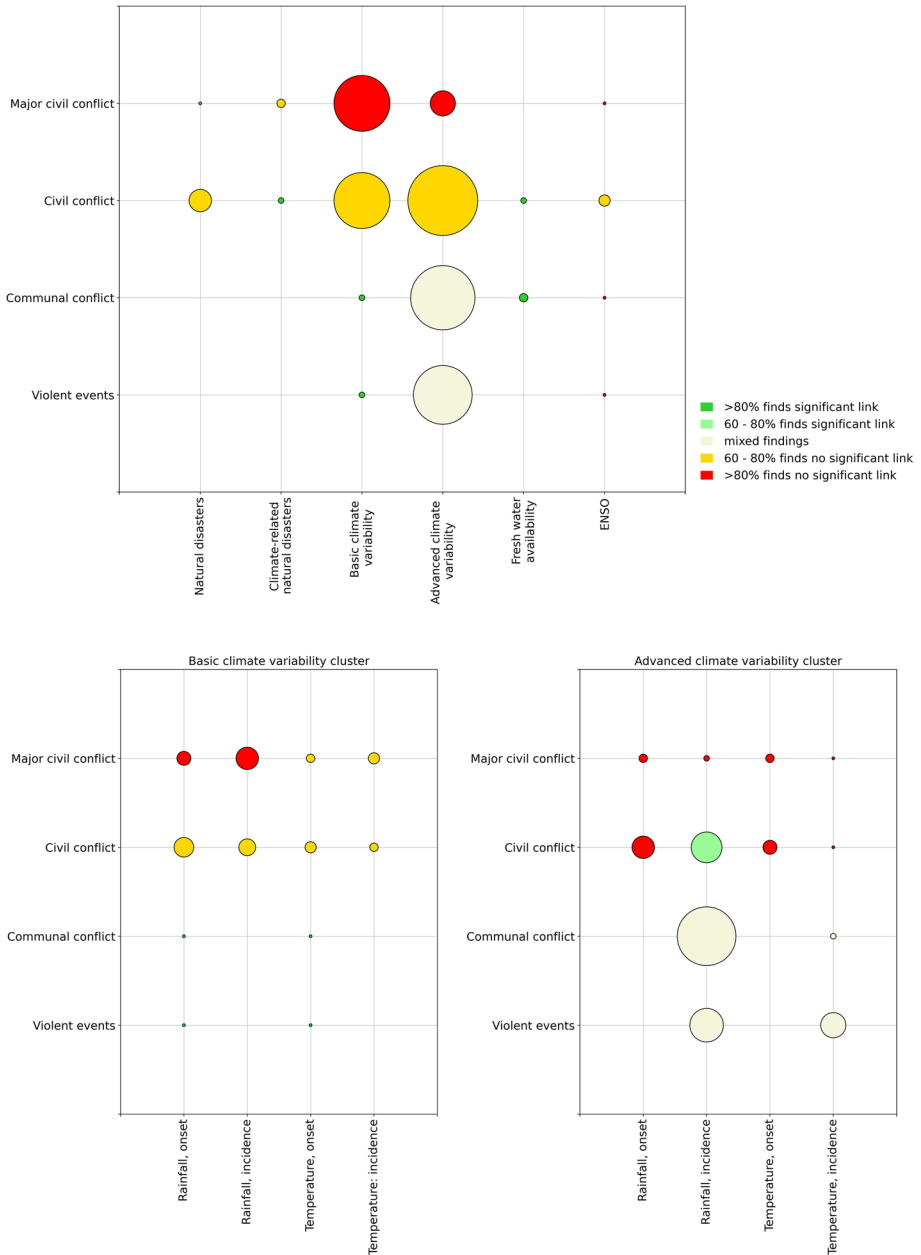 Major civil conflict
Civil conflict
Communal conflict
Violent events
>80% finds significant link
60 - 80% finds significant link
mixed findings
60 - 80% finds no significant link
>80% finds no significant link
Natural disasters
Climate-related
natural disasters
Basic climate
variability
Advanced climate
variability
Fresh water
availability
ENSO
Basic climate variability cluster
Major civil conflict
Civil conflict
Communal conflict
Violent events
Rainfall, onset
Rainfall, incidence
Temperature, onset
Temperature: incidence
Advanced climate variability cluster
Major civil conflict
Civil conflict
Communal conflict
Violent events
Rainfall, onset
Rainfall, incidence
Temperature, onset
Temperature, incidence